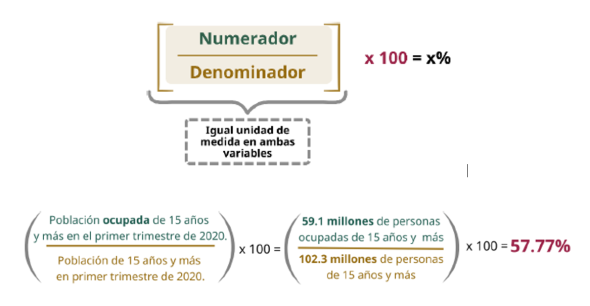 Numerador
Denominador
x 100 = x%
Igual unidad de
medida en ambas
variables
Población ocupada de 15 años
y más en el primer trimestre de 2020.
Población de 15 años y más
en primer trimestre de 2020.
x 100 =
59.1 millones de personas
ocupadas de 15 años y más
102.3 millones de personas
de 15 años y más
x 100 = 57.77%